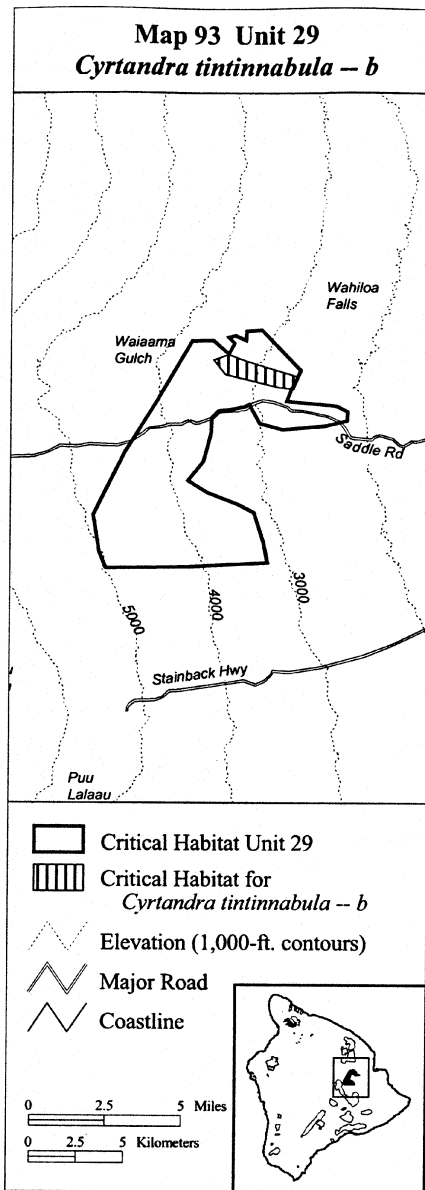 Map 93 Unit 29
Cyrtandra tintinnabula -- b
Wahiloa
Falls
Waiaama
Gulch
Saddle Rd
5000
4000
3000
Stainback Hwy
Puu
Lalaau
Critical Habitat Unit 29
Critical Habitat for
Cyrtandra tintinnabula -- b
Elevation (1,000-ft. contours)
Major Road
Coastline
0 2.5 5 Miles
0 2.5 5 Kilometers